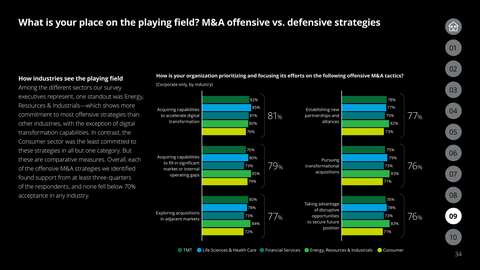 What is your place on the playing field? M&A offensive vs. defensive strategies
How industries see the playing field
Among the different sectors our survey
executives represent, one standout was Energy,
Resources & Industrials—which shows more
commitment to most offensive strategies than
other industries, with the exception of digital
transformation capabilities. In contrast, the
Consumer sector was the least committed to
these strategies in all but one category. But
these are comparative measures. Overall, each
of the offensive M&A strategies we identified
found support from at least three-quarters
of the respondents, and none fell below 70%
acceptance in any industry.
How is your organization prioritizing and focusing its efforts on the following offensive M&A tactics?
(Corporate only, by industry)
Acquiring capabilities
to accelerate digital
transformation
82%
85%
81%
80%
76%
81%
Acquiring capabilities
to fill in significant
market or internal
operating gaps
76%
80%
73%
85%
79%
79%
Exploring acquisitions
in adjacent markets
80%
78%
73%
84%
72%
77%
Establishing new
partnerships and
alliances
78%
77%
75%
82%
73%
77%
Pursuing
transformational
acquisitions
75%
79%
73%
83%
71%
76%
Taking advantage
of disruptive
opportunities
to secure future
position
76%
78%
73%
83%
71%
76%
TMT
Life Sciences & Health Care
Financial Services
Energy, Resources & Industrials
Consumer
01
02
03
04
05
06
07
08
09
10
34